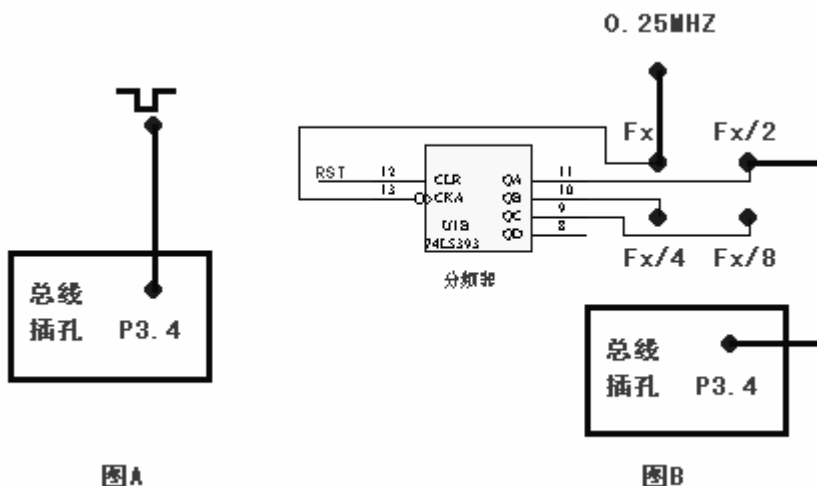 0.25MHZ
Fx Fx/2
RST 12 CLR QA 11
13 CKA QB 10
QC 9
U1B QD 8
74LS393
分频器
Fx/4 Fx/8
总线
插孔 P3.4
总线
插孔 P3.4
图A
图B